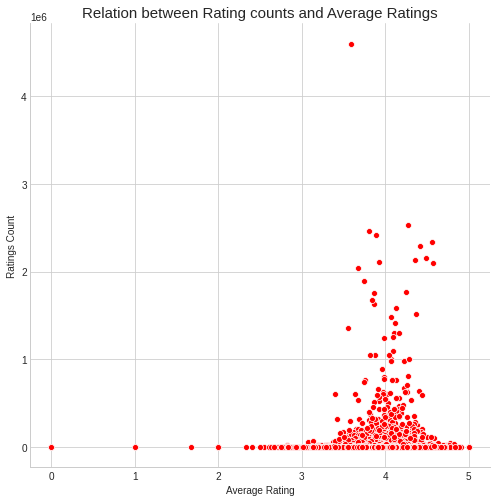 Relation between Rating counts and Average Ratings
1e6
4
3
2
1
0
Ratings Count
0 1 2 3 4 5
Average Rating